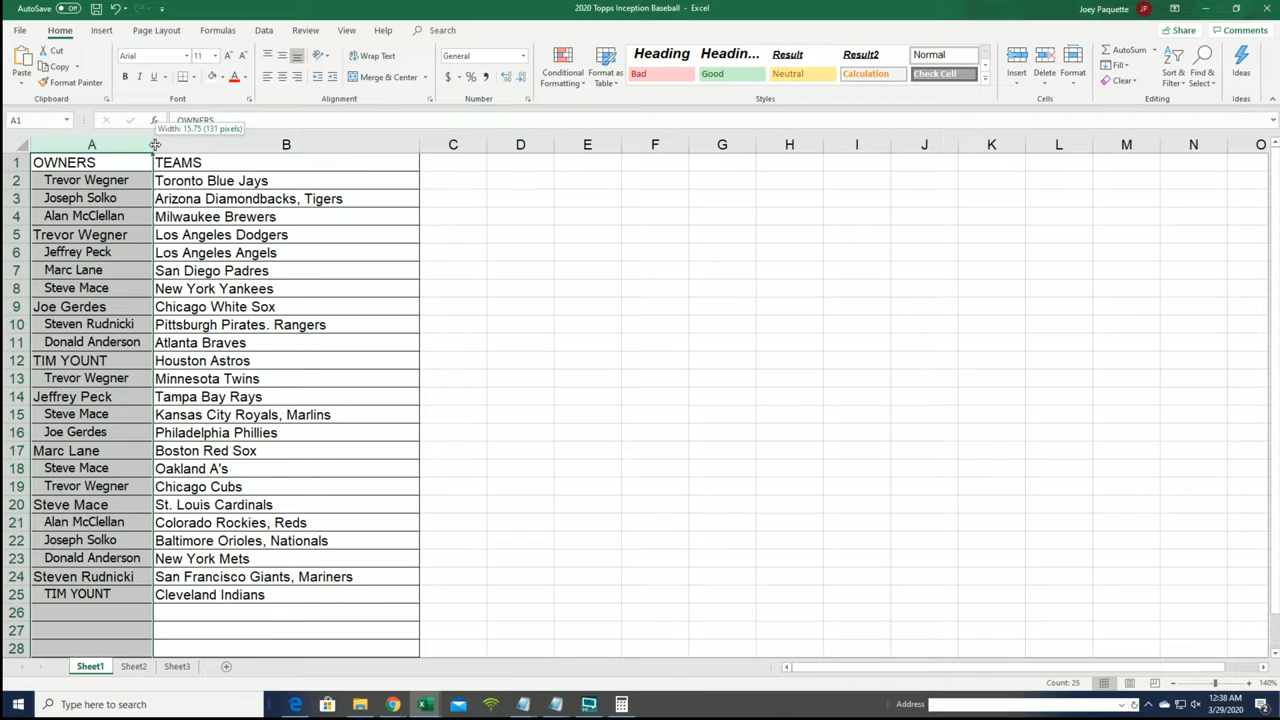 AutoSave Off 2020 Topps Inception Baseball - Excel Joey Paquette JP
File Home Insert Page Layout Formulas Data Review View Help Search Share Comments
Paste Cut Copy Format Painter Clipboard
Arial 11 A A B I U A Font
Wrap Text Merge & Center Alignment
General $ % , Number
Conditional Formatting Format as Table
Heading Headin... Result Result2 Normal
Bad Good Neutral Calculation Check Cell
Styles
Insert Delete Format Cells
AutoSum Fill Clear Sort & Filter Find & Select Editing
Ideas Ideas
A1 fx OWNERS
Width: 15.75 (131 pixels)
A B C D E F G H I J K L M N O
1 OWNERS TEAMS
2 Trevor Wegner Toronto Blue Jays
3 Joseph Solko Arizona Diamondbacks, Tigers
4 Alan McClellan Milwaukee Brewers
5 Trevor Wegner Los Angeles Dodgers
6 Jeffrey Peck Los Angeles Angels
7 Marc Lane San Diego Padres
8 Steve Mace New York Yankees
9 Joe Gerdes Chicago White Sox
10 Steven Rudnicki Pittsburgh Pirates. Rangers
11 Donald Anderson Atlanta Braves
12 TIM YOUNT Houston Astros
13 Trevor Wegner Minnesota Twins
14 Jeffrey Peck Tampa Bay Rays
15 Steve Mace Kansas City Royals, Marlins
16 Joe Gerdes Philadelphia Phillies
17 Marc Lane Boston Red Sox
18 Steve Mace Oakland A's
19 Trevor Wegner Chicago Cubs
20 Steve Mace St. Louis Cardinals
21 Alan McClellan Colorado Rockies, Reds
22 Joseph Solko Baltimore Orioles, Nationals
23 Donald Anderson New York Mets
24 Steven Rudnicki San Francisco Giants, Mariners
25 TIM YOUNT Cleveland Indians
26
27
28
Sheet1 Sheet2 Sheet3
Count: 25 140%
Type here to search Address 12:38 AM
3/29/2020